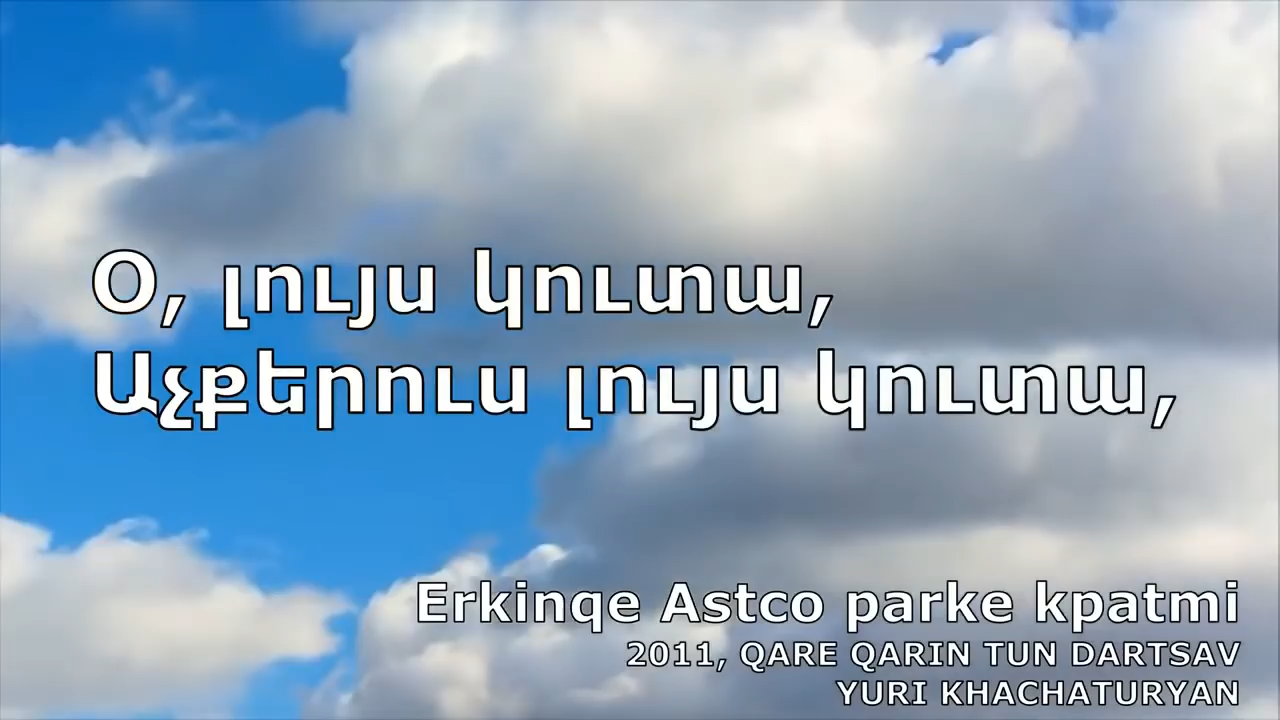 Օ, լույս կուտա,
Աչքերուս լույս կուտա,
Erkinqe Astco parke kpatmi
2011, QARE QARIN TUN DARTSAV
YURI KHACHATURYAN